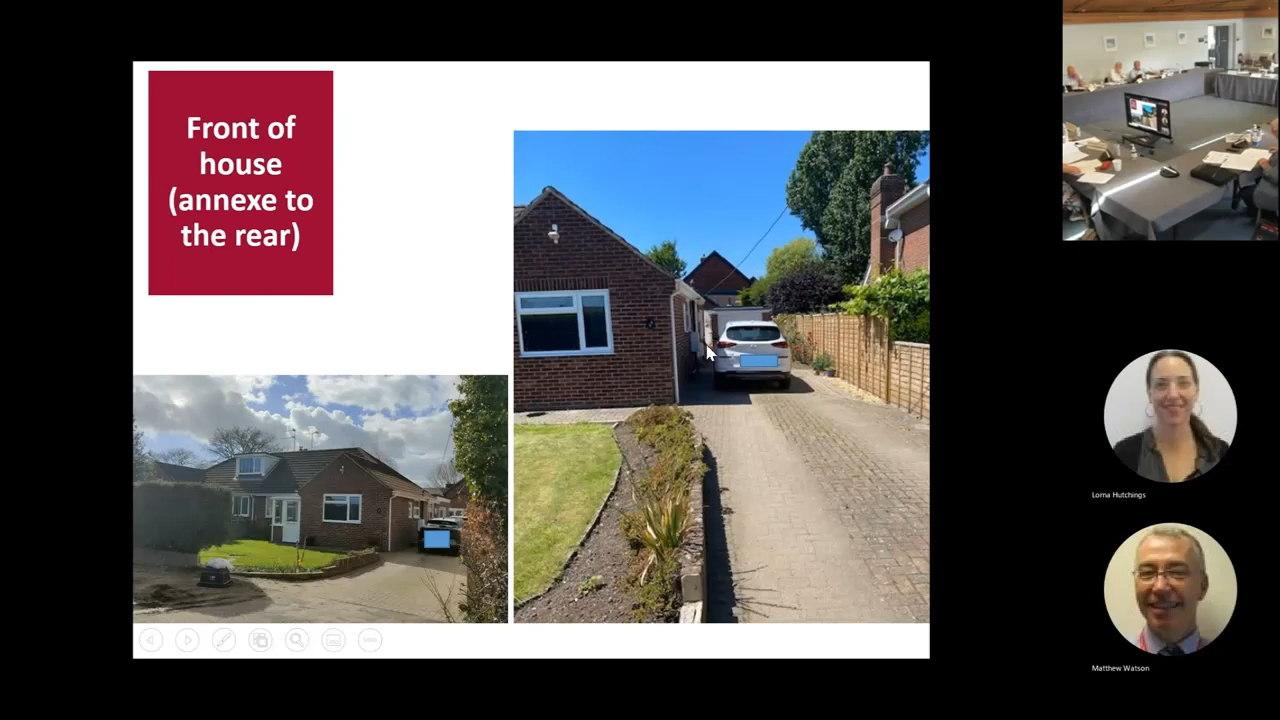 Front of
house
(annexe to
the rear)
Lorna Hutchings
Matthew Watson